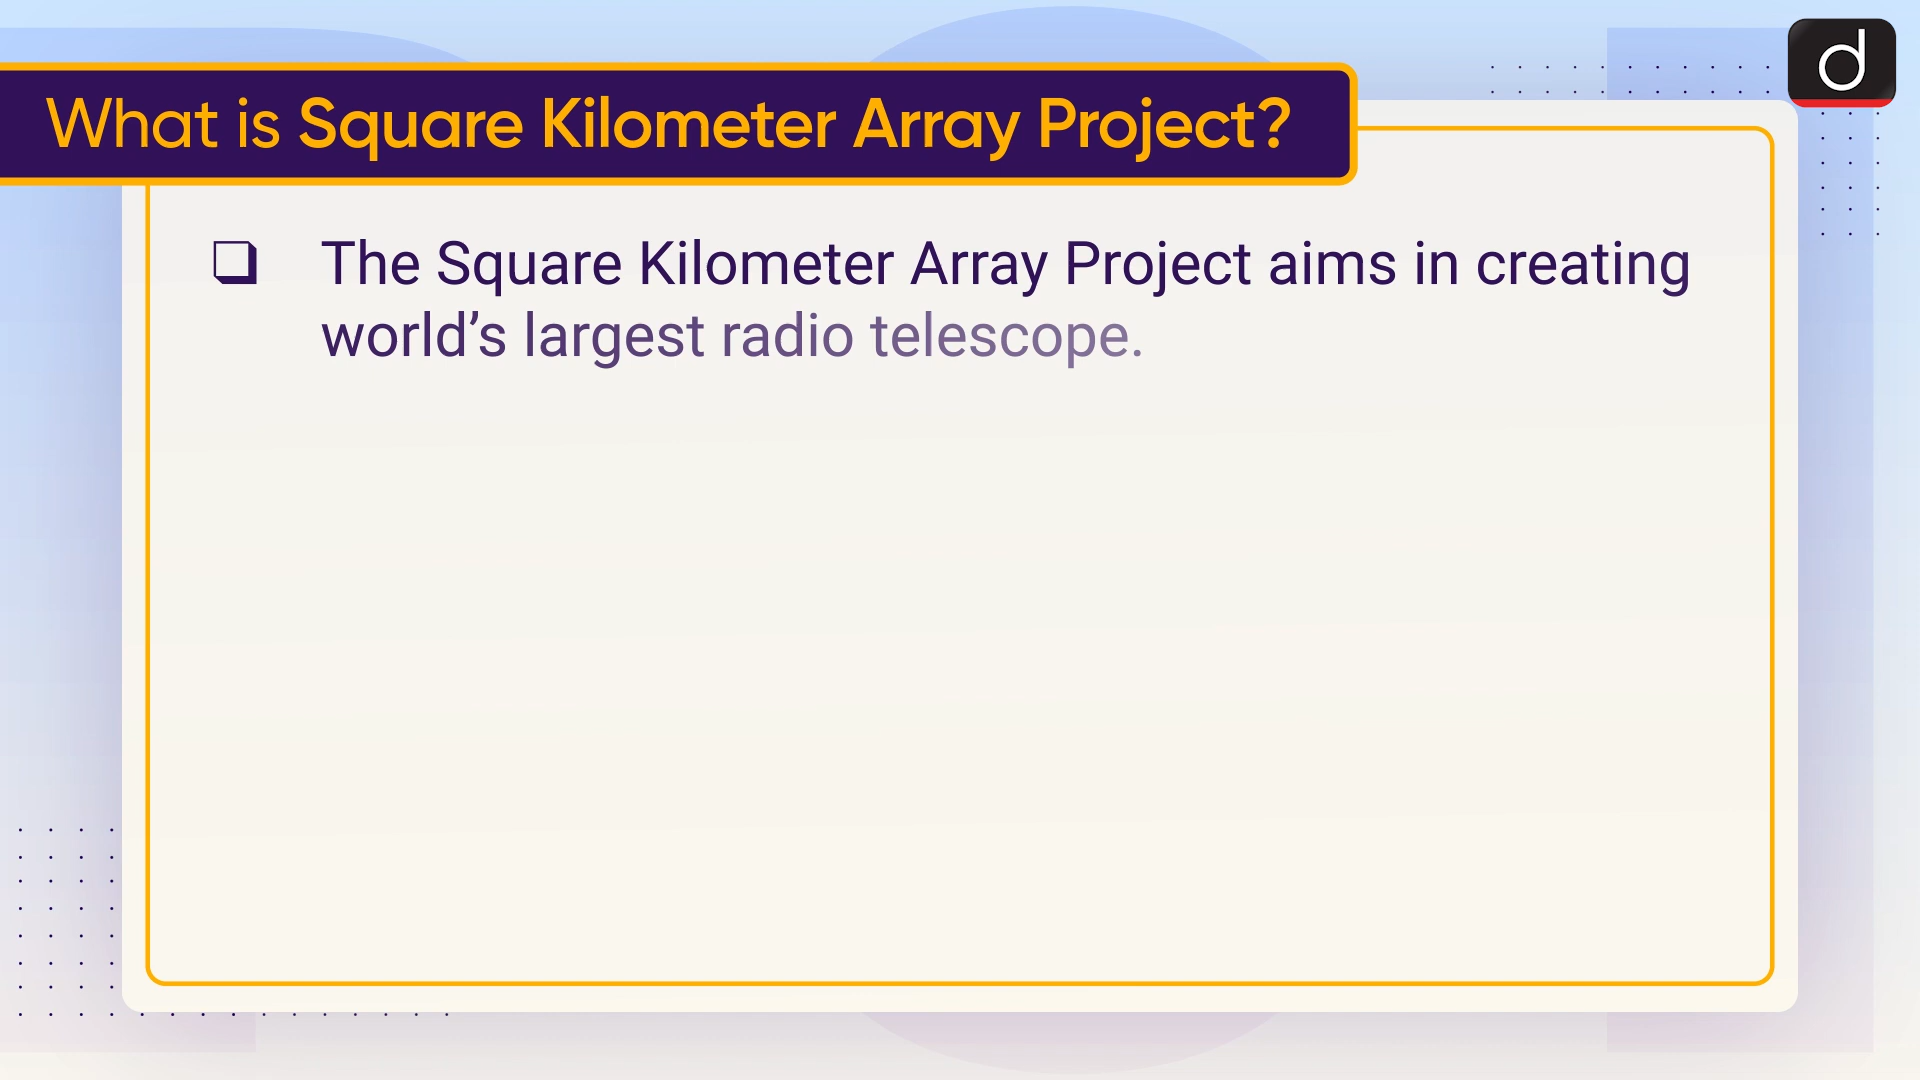 What is Square Kilometer Array Project?
The Square Kilometer Array Project aims in creating
world’s largest radio telescope.
d